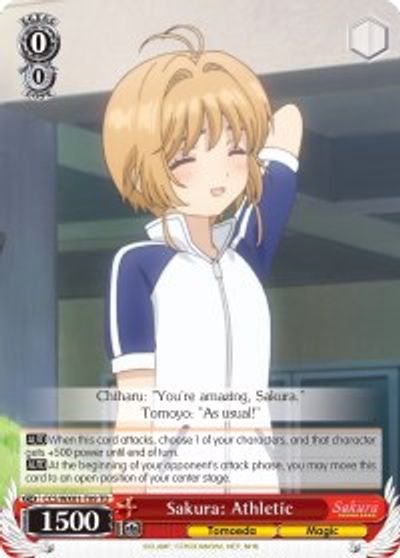 0
0
Chiharu: "You're amazing, Sakura."
Tomoyo: "As usual!"
AUTO When this card attacks, choose 1 of your characters, and that character
gets +500 power until end of turn.
AUTO At the beginning of your opponent's attack phase, you may move this
card to an open position of your center stage.
1500
Sakura: Athletic
Sakura
Tomoeda
Magic